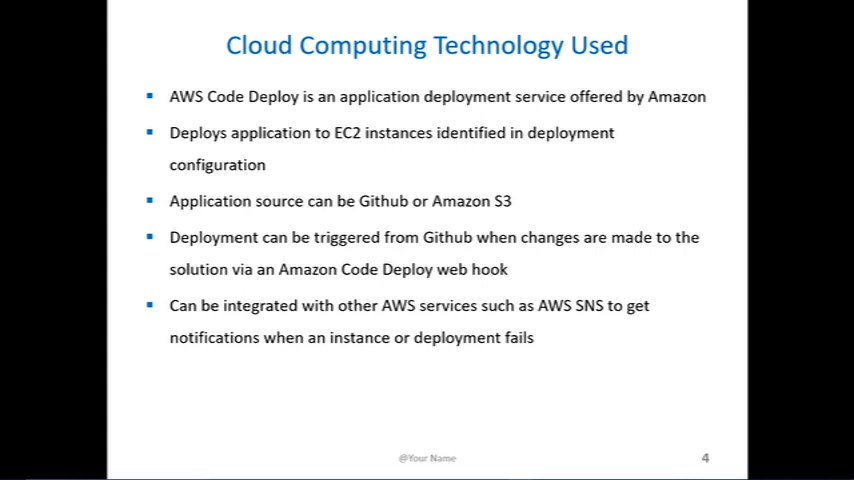 Cloud Computing Technology Used
AWS Code Deploy is an application deployment service offered by Amazon
Deploys application to EC2 instances identified in deployment
configuration
Application source can be Github or Amazon S3
Deployment can be triggered from Github when changes are made to the
solution via an Amazon Code Deploy web hook
Can be integrated with other AWS services such as AWS SNS to get
notifications when an instance or deployment fails
@Your Name
4